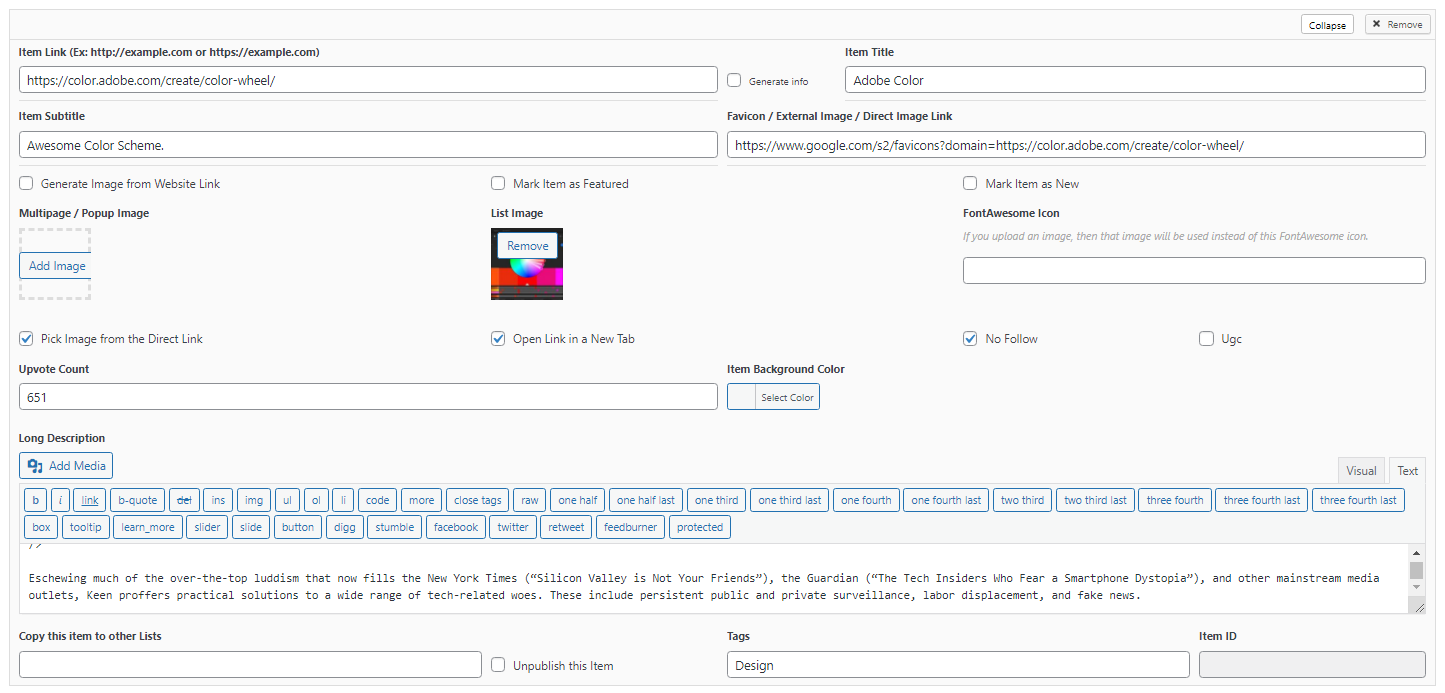 Collapse
✖ Remove
Item Link (Ex: http://example.com or https://example.com)
Item Title
https://color.adobe.com/create/color-wheel/
Generate info
Adobe Color
Item Subtitle
Favicon / External Image / Direct Image Link
Awesome Color Scheme.
https://www.google.com/s2/favicons?domain=https://color.adobe.com/create/color-wheel/
Generate Image from Website Link
Mark Item as Featured
Mark Item as New
Multipage / Popup Image
List Image
FontAwesome Icon
If you upload an image, then that image will be used instead of this FontAwesome icon.
Remove
Add Image
Pick Image from the Direct Link
Open Link in a New Tab
No Follow
Ugc
Upvote Count
Item Background Color
651
Select Color
Long Description
Add Media
Visual
Text
b i link b-quote del ins img ul ol li code more close tags raw one half one half last one third one third last one fourth one fourth last two third two third last three fourth three fourth last three fourth last
box tooltip learn_more slider slide button digg stumble facebook twitter retweet feedburner protected
/>
Eschewing much of the over-the-top luddism that now fills the New York Times (“Silicon Valley is Not Your Friends”), the Guardian (“The Tech Insiders Who Fear a Smartphone Dystopia”), and other mainstream media
outlets, Keen proffers practical solutions to a wide range of tech-related woes. These include persistent public and private surveillance, labor displacement, and fake news.
Copy this item to other Lists
Tags
Item ID
Unpublish this Item
Design